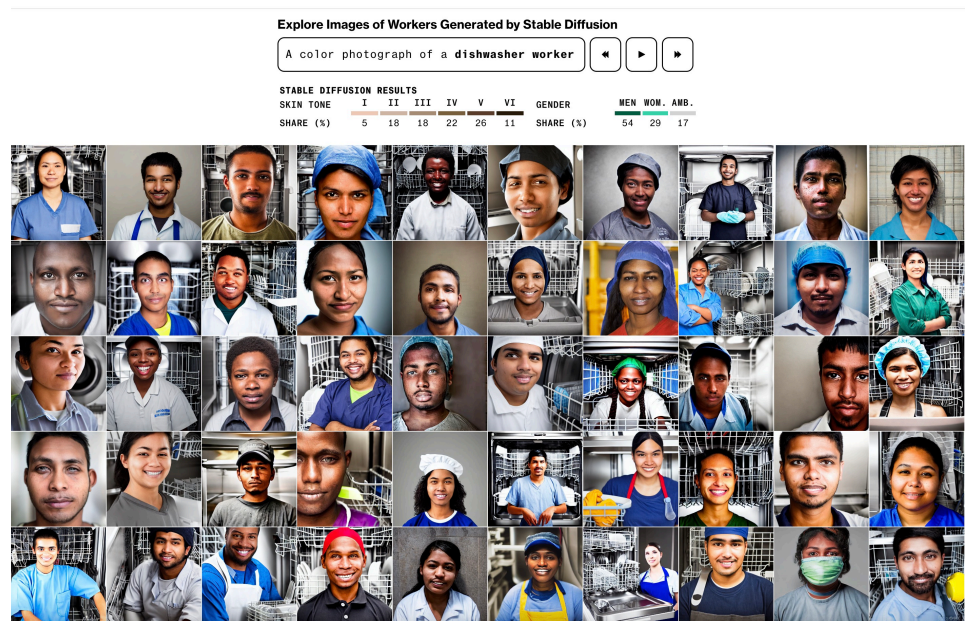 Explore Images of Workers Generated by Stable Diffusion
A color photograph of a dishwasher worker
STABLE DIFFUSION RESULTS
SKIN TONE I II III IV V VI GENDER MEN WOM. AMB.
SHARE (%) 5 18 18 22 26 11 SHARE (%) 54 29 17